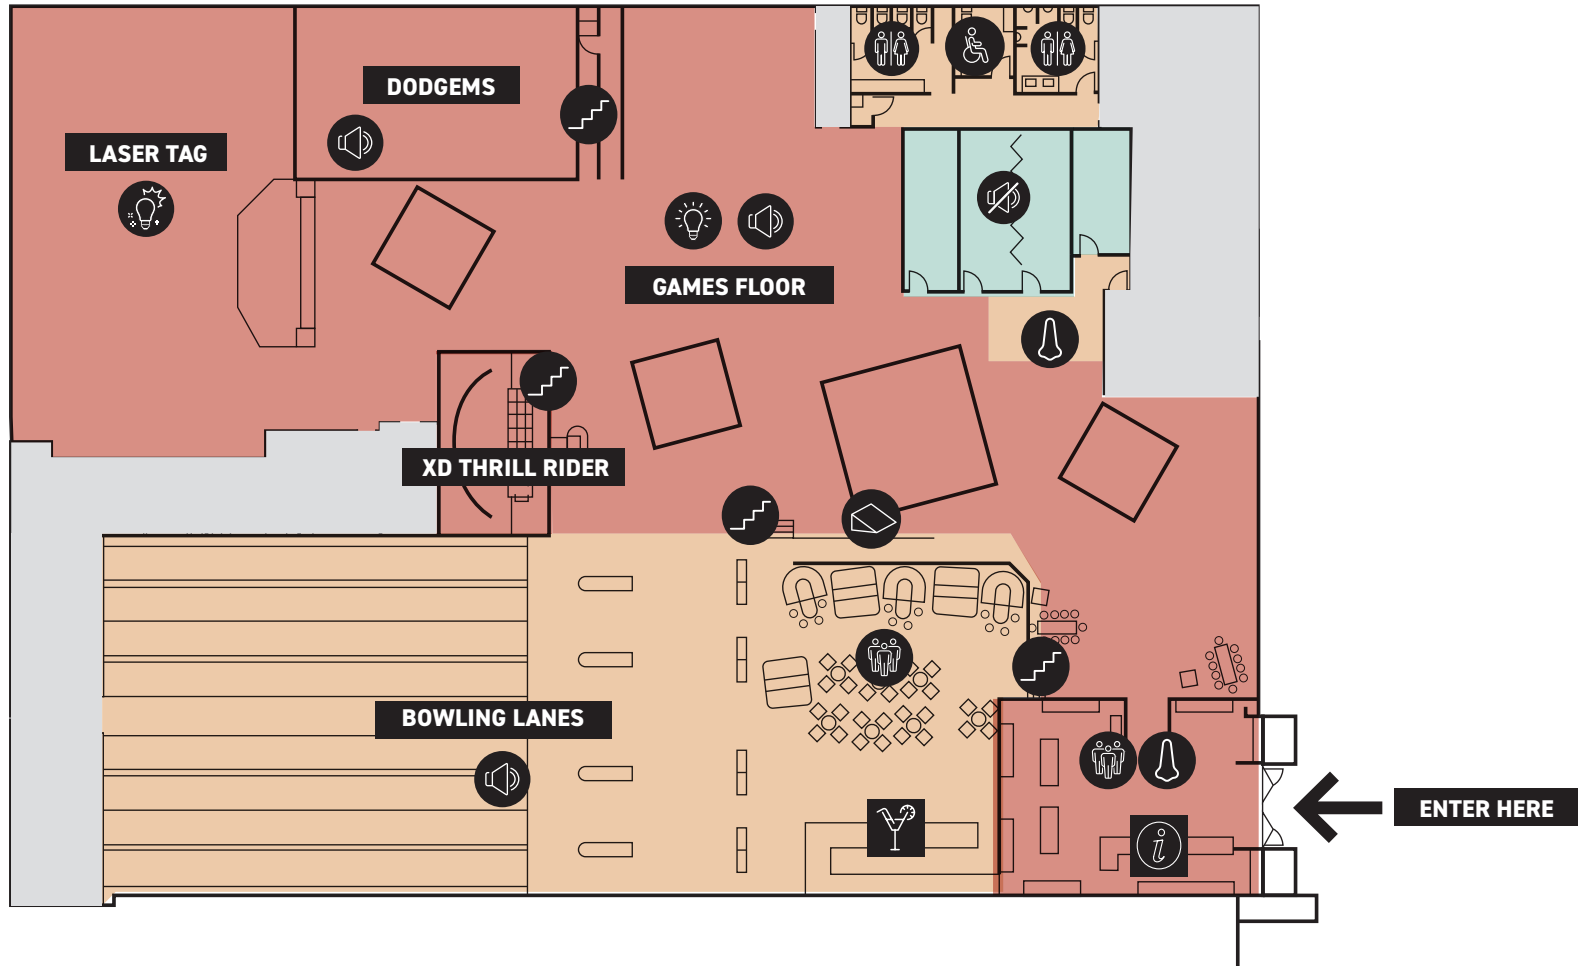 DODGEMS
LASER TAG
GAMES FLOOR
XD THRILL RIDER
BOWLING LANES
i
ENTER HERE